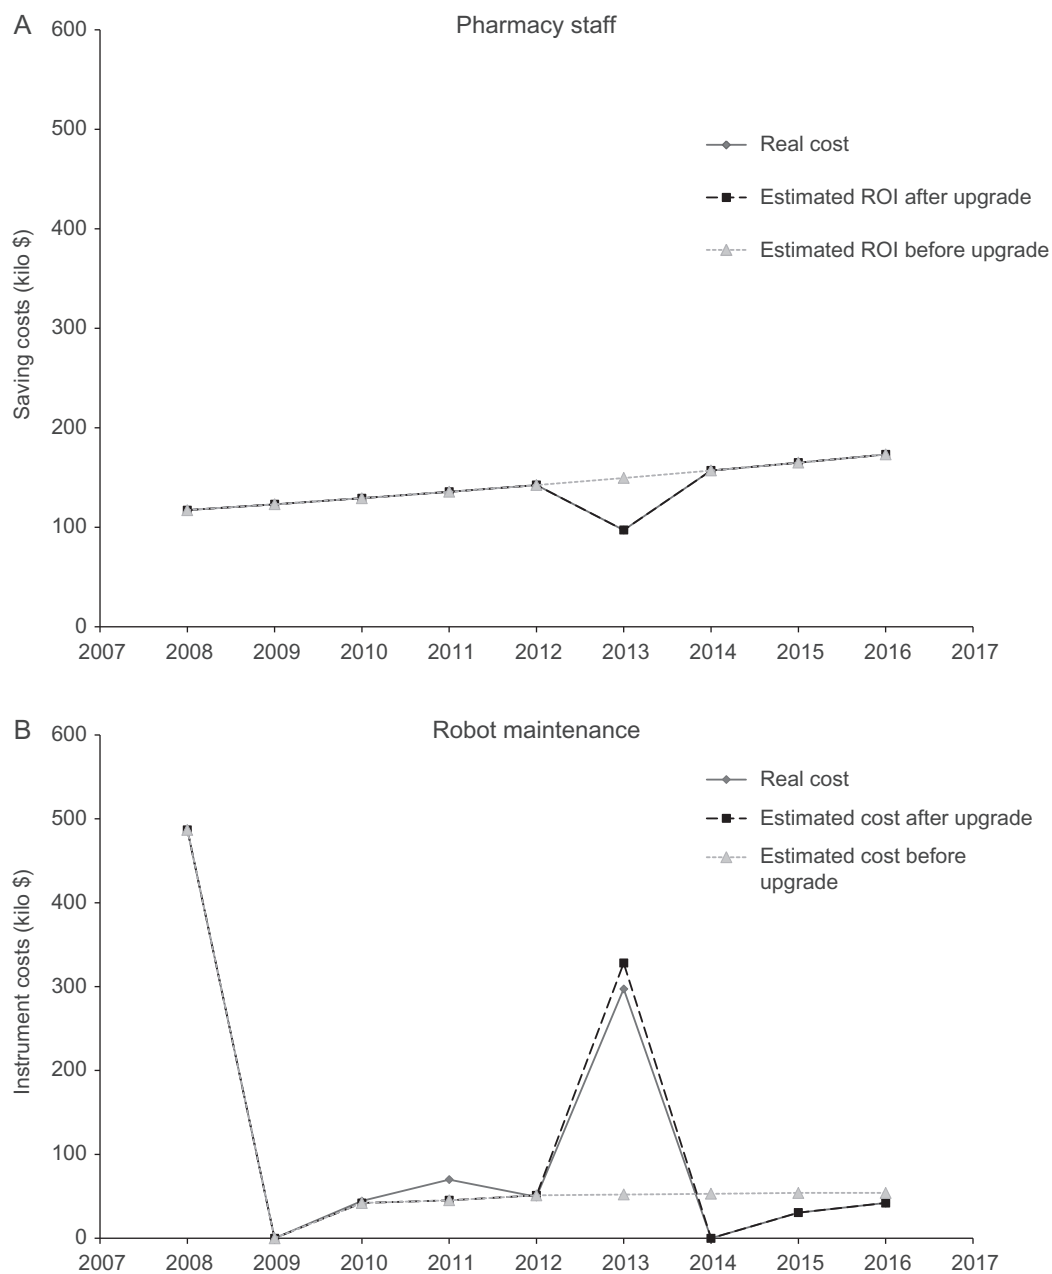 A
Pharmacy staff
600
500
400
300
200
100
0
Saving costs (kilo $)
Real cost
Estimated ROI after upgrade
Estimated ROI before upgrade
2007 2008 2009 2010 2011 2012 2013 2014 2015 2016 2017
B
Robot maintenance
600
500
400
300
200
100
0
Instrument costs (kilo $)
Real cost
Estimated cost after upgrade
Estimated cost before
upgrade
2007 2008 2009 2010 2011 2012 2013 2014 2015 2016 2017